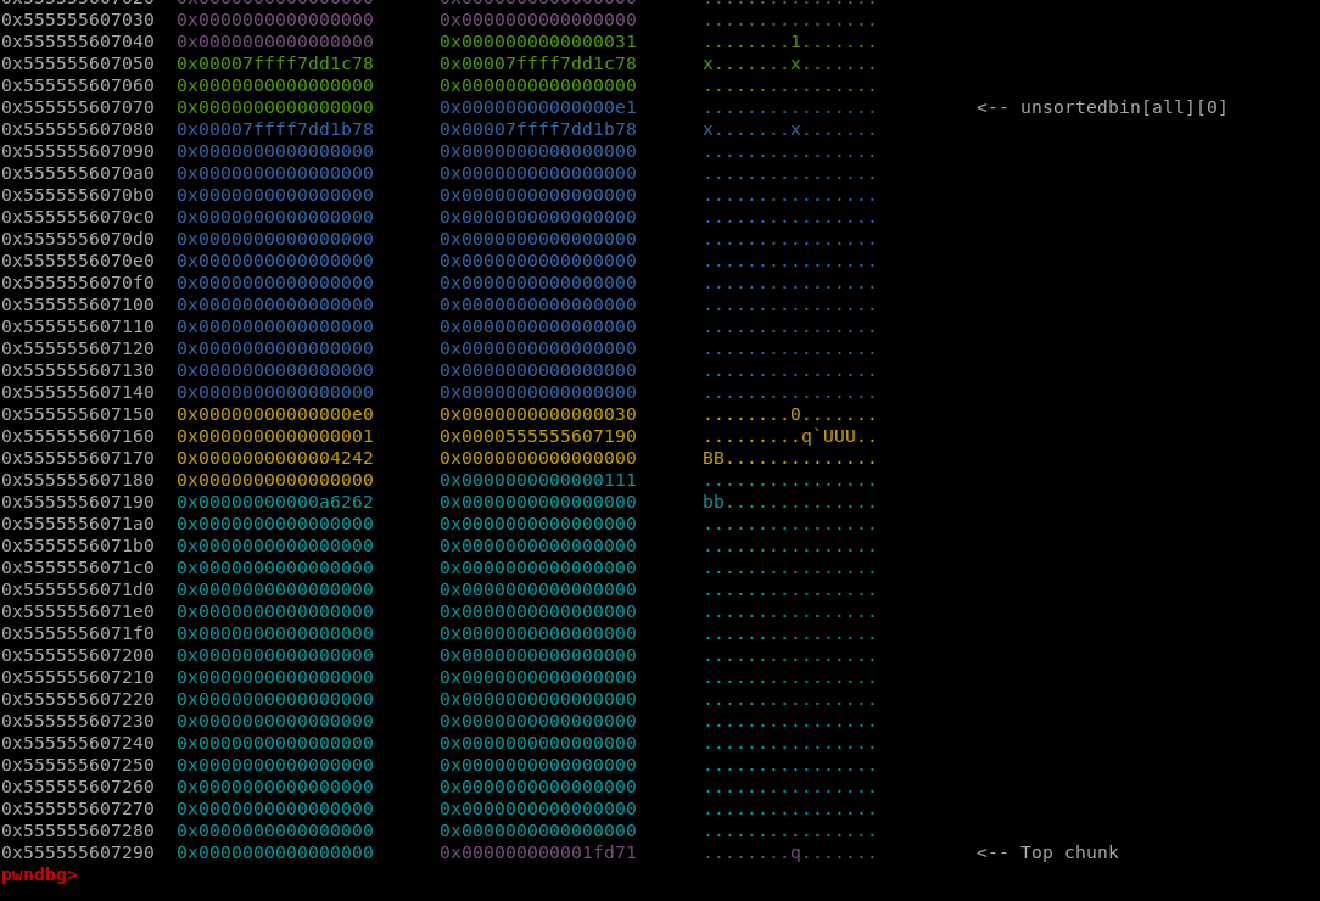 0x555555607020 0x0000000000000000 0x0000000000000000 ................
0x555555607030 0x0000000000000000 0x0000000000000000 ................
0x555555607040 0x0000000000000000 0x0000000000000031 ........1.......
0x555555607050 0x00007ffff7dd1c78 0x00007ffff7dd1c78 x.......x.......
0x555555607060 0x0000000000000000 0x0000000000000000 ................
0x555555607070 0x0000000000000000 0x00000000000000e1 ................ <-- unsortedbin[all][0]
0x555555607080 0x00007ffff7dd1b78 0x00007ffff7dd1b78 x.......x.......
0x555555607090 0x0000000000000000 0x0000000000000000 ................
0x5555556070a0 0x0000000000000000 0x0000000000000000 ................
0x5555556070b0 0x0000000000000000 0x0000000000000000 ................
0x5555556070c0 0x0000000000000000 0x0000000000000000 ................
0x5555556070d0 0x0000000000000000 0x0000000000000000 ................
0x5555556070e0 0x0000000000000000 0x0000000000000000 ................
0x5555556070f0 0x0000000000000000 0x0000000000000000 ................
0x555555607100 0x0000000000000000 0x0000000000000000 ................
0x555555607110 0x0000000000000000 0x0000000000000000 ................
0x555555607120 0x0000000000000000 0x0000000000000000 ................
0x555555607130 0x0000000000000000 0x0000000000000000 ................
0x555555607140 0x0000000000000000 0x0000000000000000 ................
0x555555607150 0x00000000000000e0 0x0000000000000030 ........0.......
0x555555607160 0x0000000000000001 0x0000555555607190 .........q`UUU..
0x555555607170 0x0000000000004242 0x0000000000000000 BB..............
0x555555607180 0x0000000000000000 0x0000000000000111 ................
0x555555607190 0x00000000000a6262 0x0000000000000000 bb..............
0x5555556071a0 0x0000000000000000 0x0000000000000000 ................
0x5555556071b0 0x0000000000000000 0x0000000000000000 ................
0x5555556071c0 0x0000000000000000 0x0000000000000000 ................
0x5555556071d0 0x0000000000000000 0x0000000000000000 ................
0x5555556071e0 0x0000000000000000 0x0000000000000000 ................
0x5555556071f0 0x0000000000000000 0x0000000000000000 ................
0x555555607200 0x0000000000000000 0x0000000000000000 ................
0x555555607210 0x0000000000000000 0x0000000000000000 ................
0x555555607220 0x0000000000000000 0x0000000000000000 ................
0x555555607230 0x0000000000000000 0x0000000000000000 ................
0x555555607240 0x0000000000000000 0x0000000000000000 ................
0x555555607250 0x0000000000000000 0x0000000000000000 ................
0x555555607260 0x0000000000000000 0x0000000000000000 ................
0x555555607270 0x0000000000000000 0x0000000000000000 ................
0x555555607280 0x0000000000000000 0x0000000000000000 ................
0x555555607290 0x0000000000000000 0x000000000001fd71 ........q....... <-- Top chunk
pwndbg>